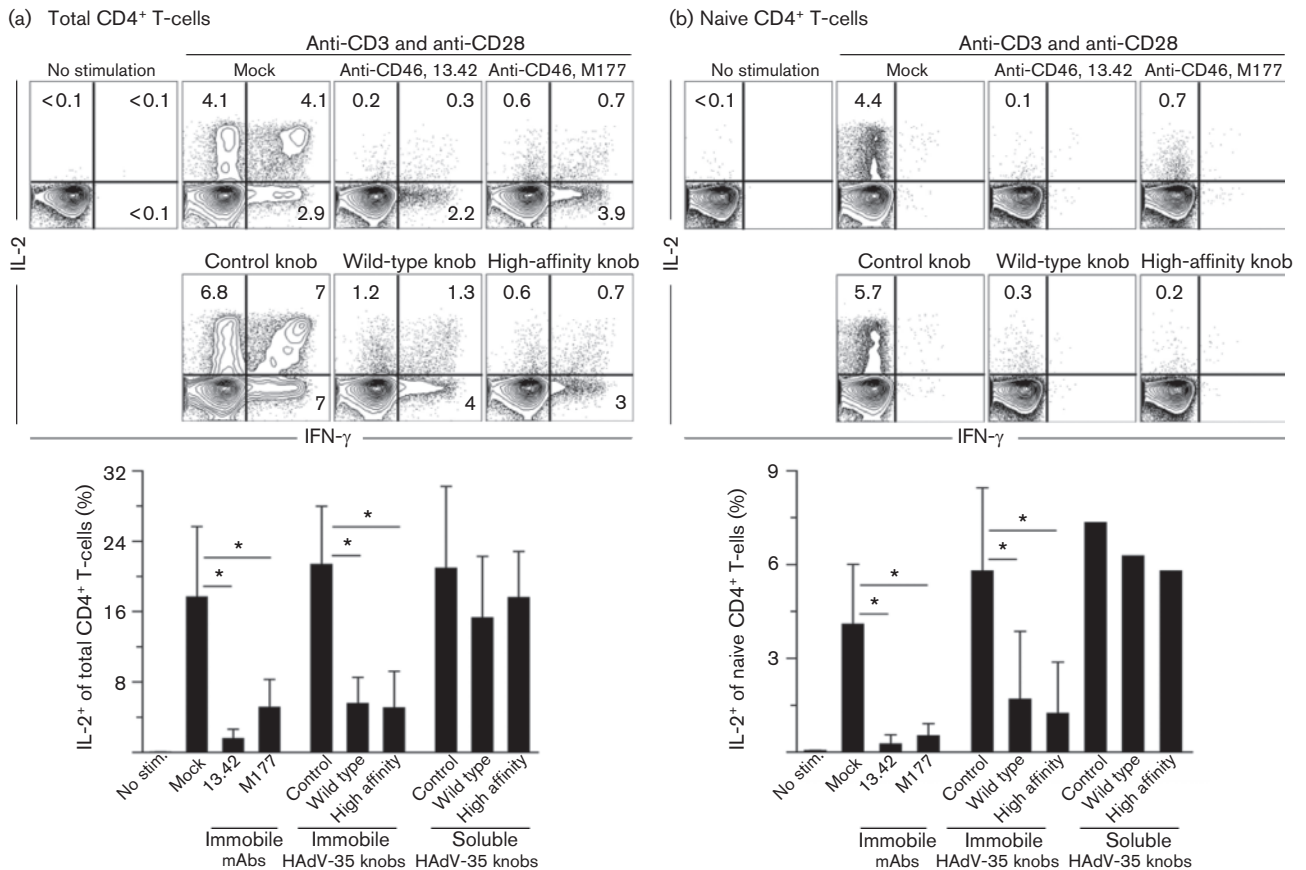 (a) Total CD4+ T-cells
Anti-CD3 and anti-CD28
No stimulation Mock Anti-CD46, 13.42 Anti-CD46, M177
<0.1 <0.1 4.1 4.1 0.2 0.3 0.6 0.7
<0.1 2.9 2.2 3.9
Control knob Wild-type knob High-affinity knob
6.8 7 1.2 1.3 0.6 0.7
7 4 3
IL-2
IFN-γ
32
24
16
8
IL-2+ of total CD4+ T-cells (%)
* *
* *
No stim. Mock 13.42 M177 Control Wild type High affinity Control Wild type High affinity
Immobile Immobile Soluble
mAbs HAdV-35 knobs HAdV-35 knobs
(b) Naive CD4+ T-cells
Anti-CD3 and anti-CD28
No stimulation Mock Anti-CD46, 13.42 Anti-CD46, M177
<0.1 4.4 0.1 0.7
Control knob Wild-type knob High-affinity knob
5.7 0.3 0.2
IL-2
IFN-γ
9
6
3
IL-2+ of naive CD4+ T-ells (%)
* *
* *
No stim. Mock 13.42 M177 Control Wild type High affinity Control Wild type High affinity
Immobile Immobile Soluble
mAbs HAdV-35 knobs HAdV-35 knobs